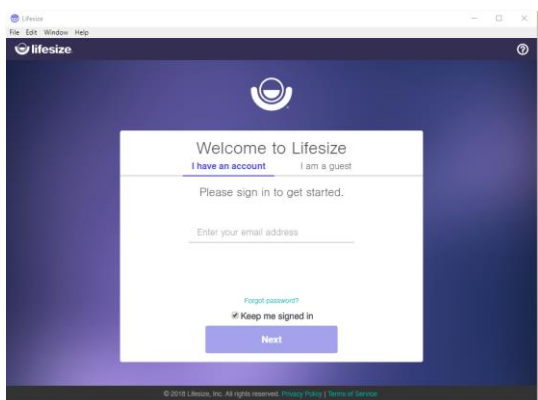 Lifesize
File Edit Window Help
lifesize
Welcome to Lifesize
I have an account I am a guest
Please sign in to get started.
Enter your email address
Forgot password?
Keep me signed in
Next
© 2018 Lifesize, Inc. All rights reserved. Privacy Policy | Terms of Service